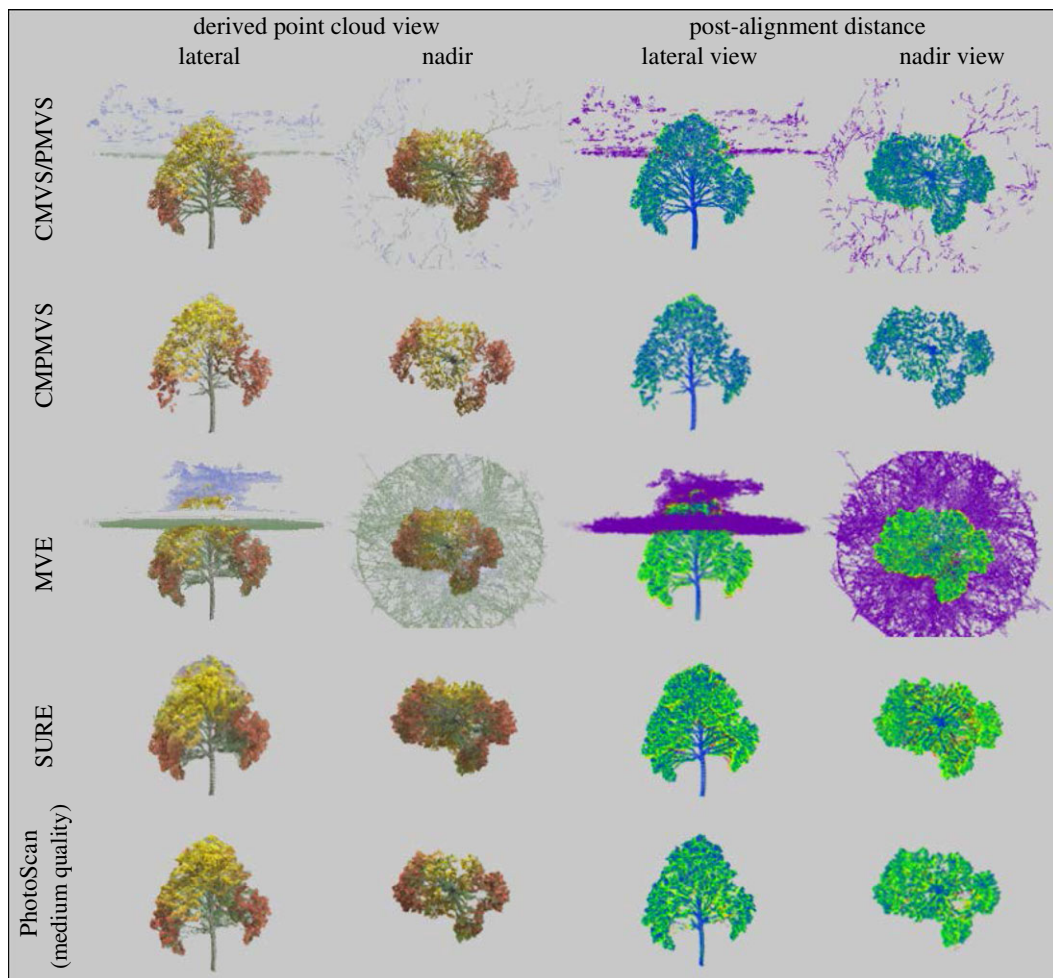 derived point cloud view
post-alignment distance
lateral
nadir
lateral view
nadir view
CMVS/PMVS
CMPMVS
MVE
SURE
PhotoScan
(medium quality)